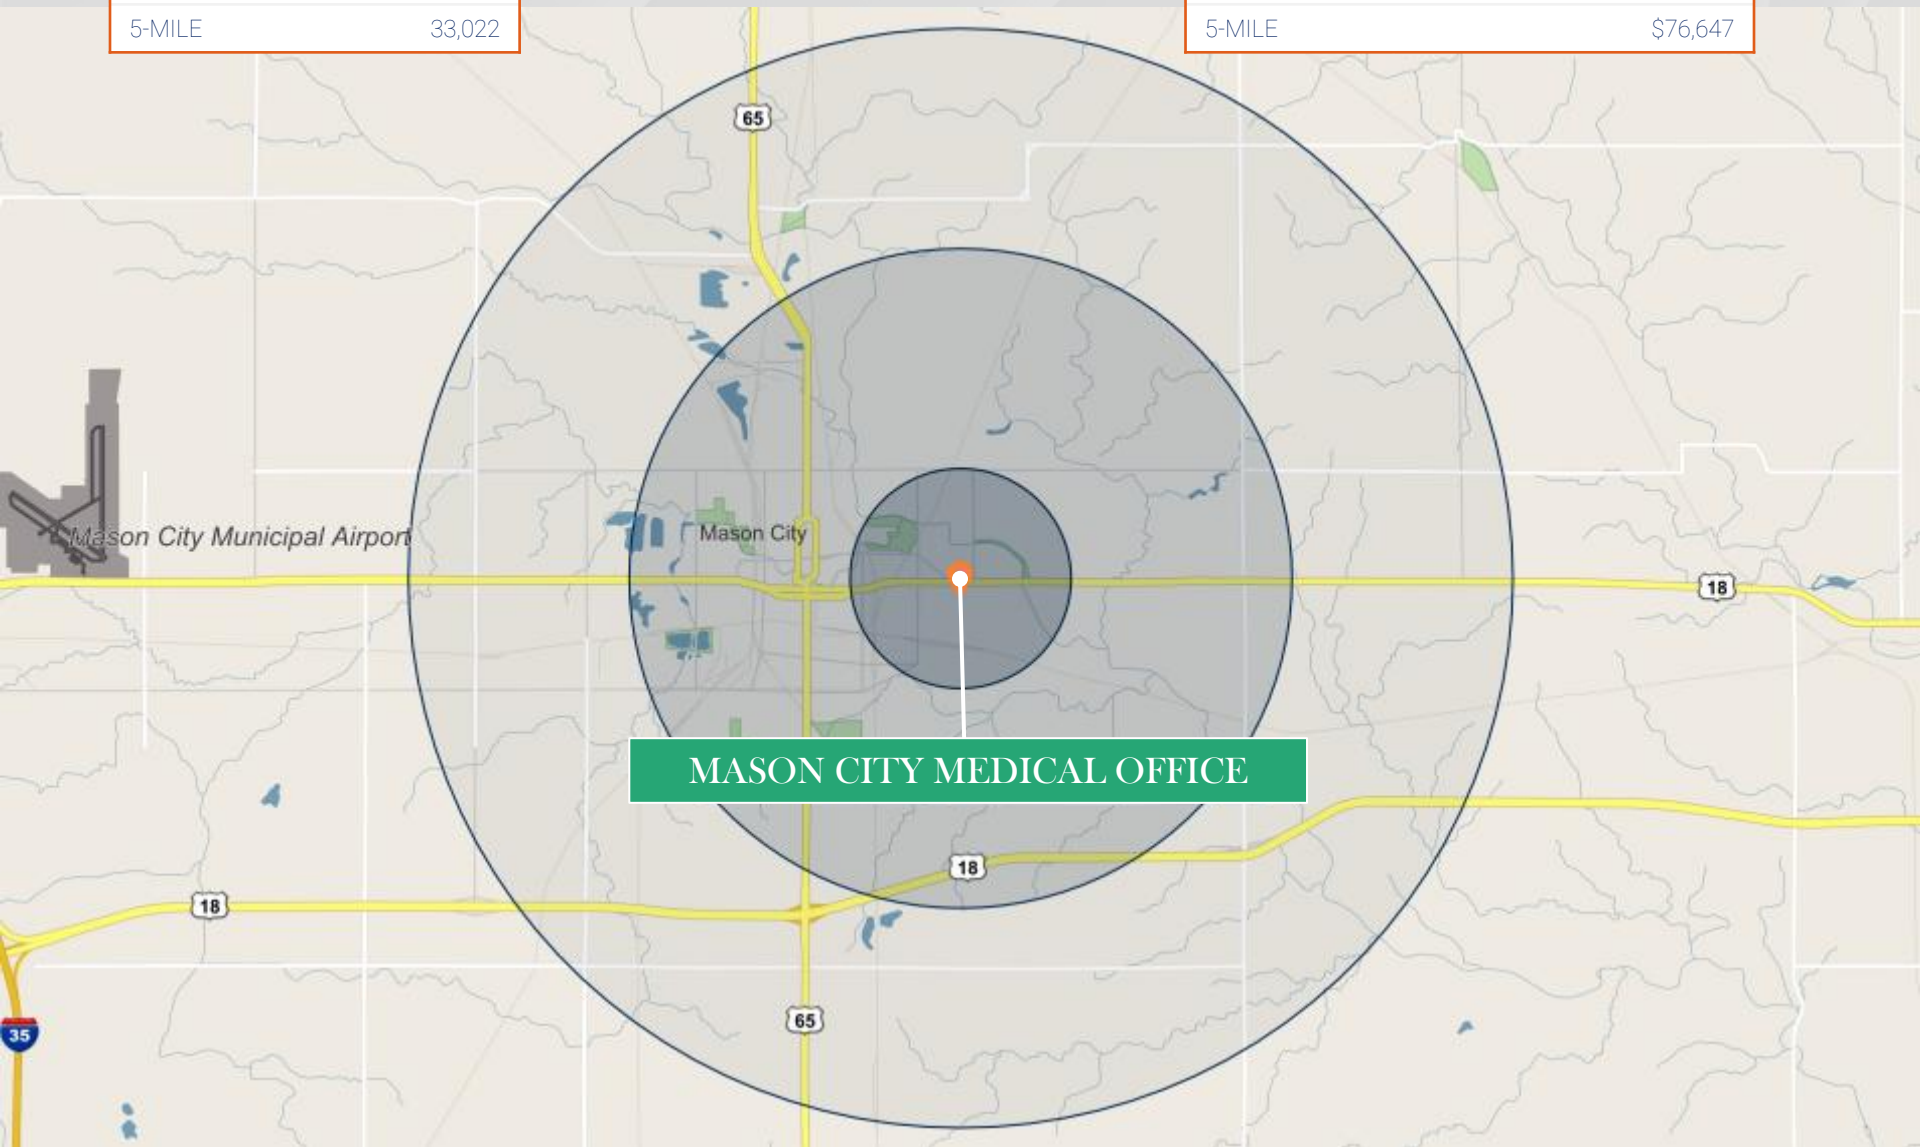 5-MILE 33,022
5-MILE $76,647
65
Mason City
Mason City Municipal Airport
18
MASON CITY MEDICAL OFFICE
18
18
65
35